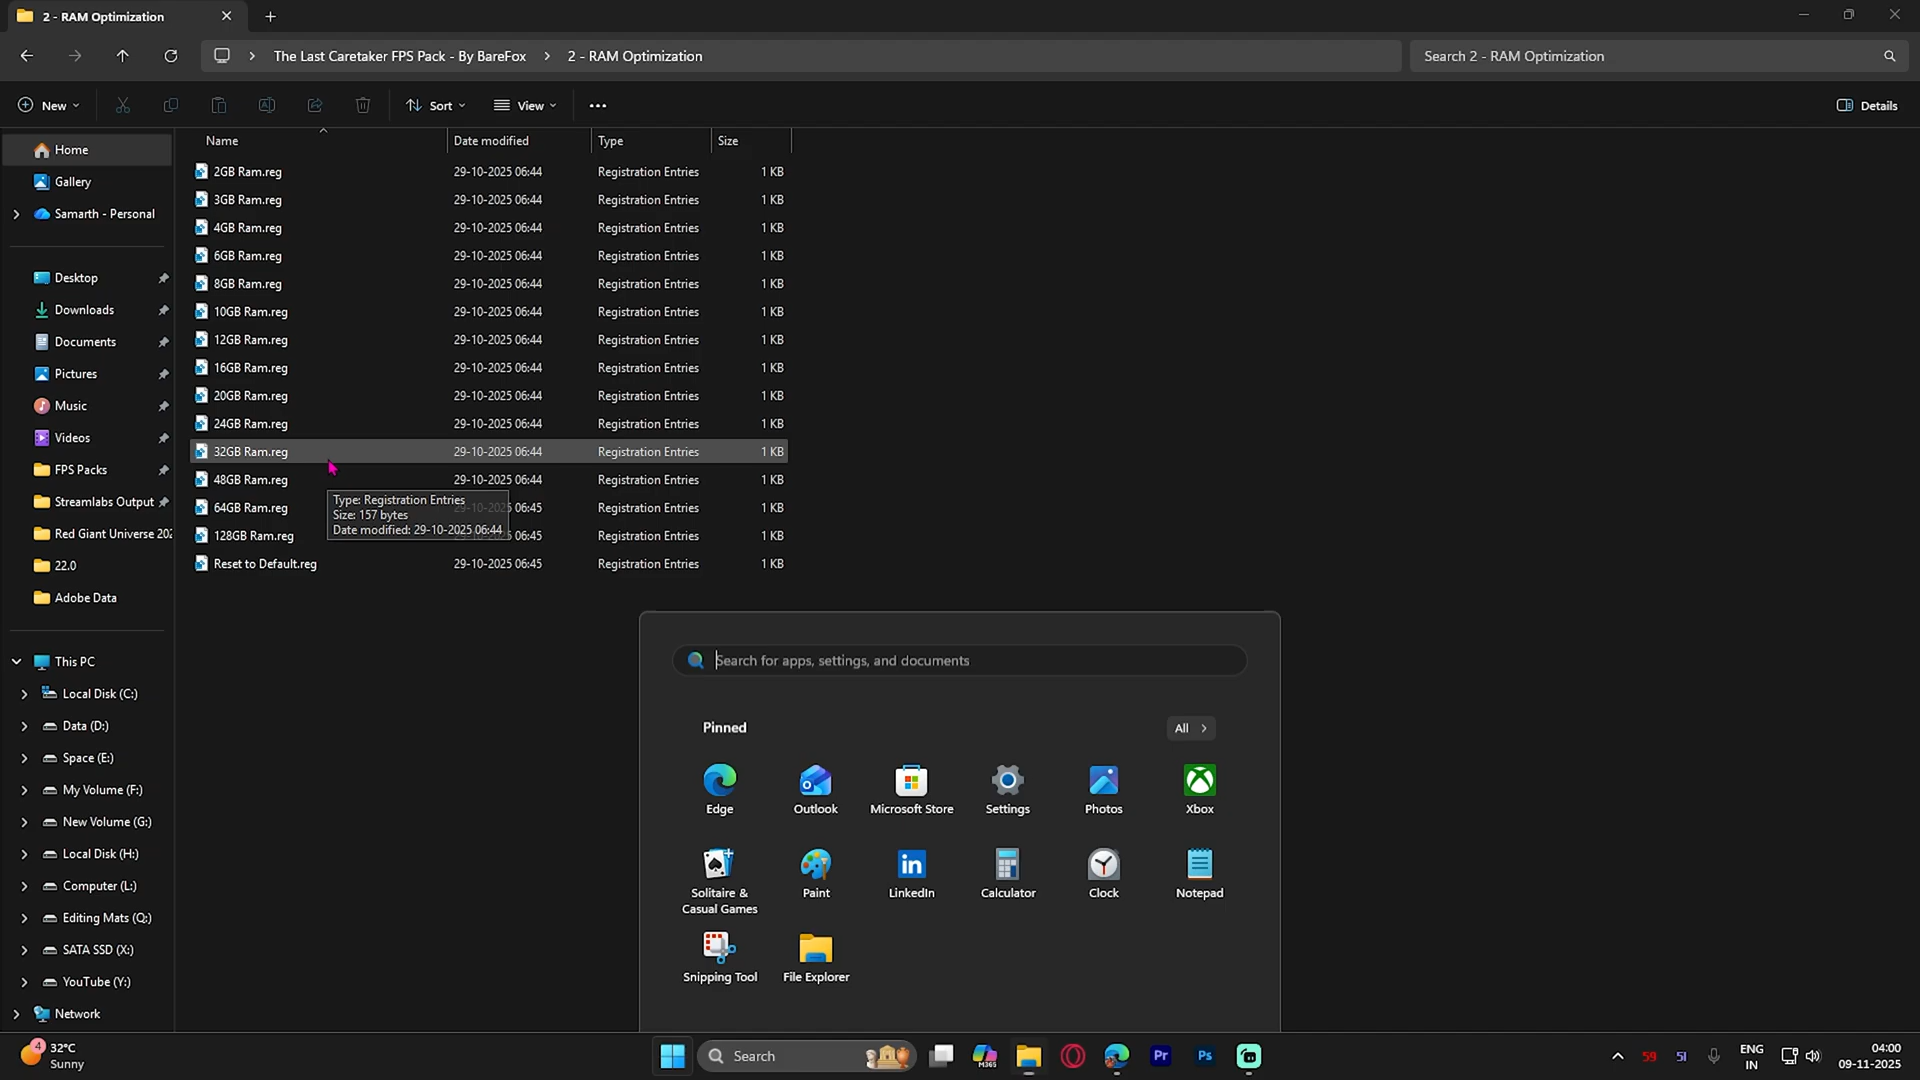 2 - RAM Optimization
The Last Caretaker FPS Pack - By BareFox > 2 - RAM Optimization
Search 2 - RAM Optimization
New
Sort
View
Details
Name Date modified Type Size
2GB Ram.reg 29-10-2025 06:44 Registration Entries 1 KB
3GB Ram.reg 29-10-2025 06:44 Registration Entries 1 KB
4GB Ram.reg 29-10-2025 06:44 Registration Entries 1 KB
6GB Ram.reg 29-10-2025 06:44 Registration Entries 1 KB
8GB Ram.reg 29-10-2025 06:44 Registration Entries 1 KB
10GB Ram.reg 29-10-2025 06:44 Registration Entries 1 KB
12GB Ram.reg 29-10-2025 06:44 Registration Entries 1 KB
16GB Ram.reg 29-10-2025 06:44 Registration Entries 1 KB
20GB Ram.reg 29-10-2025 06:44 Registration Entries 1 KB
24GB Ram.reg 29-10-2025 06:44 Registration Entries 1 KB
32GB Ram.reg 29-10-2025 06:44 Registration Entries 1 KB
48GB Ram.reg 29-10-2025 06:44 Registration Entries 1 KB
64GB Ram.reg 06:45 Registration Entries 1 KB
128GB Ram.reg 06:45 Registration Entries 1 KB
Reset to Default.reg 29-10-2025 06:45 Registration Entries 1 KB
Type: Registration Entries
Size: 157 bytes
Date modified: 29-10-2025 06:44
Home
Gallery
Samarth - Personal
Desktop
Downloads
Documents
Pictures
Music
Videos
FPS Packs
Streamlabs Output
Red Giant Universe 202
22.0
Adobe Data
This PC
Local Disk (C:)
Data (D:)
Space (E:)
My Volume (F:)
New Volume (G:)
Local Disk (H:)
Computer (L:)
Editing Mats (Q:)
SATA SSD (X:)
YouTube (Y:)
Network
Search for apps, settings, and documents
Pinned
All
Edge Outlook Microsoft Store Settings Photos Xbox
Solitaire & Casual Games Paint LinkedIn Calculator Clock Notepad
Snipping Tool File Explorer
4
32°C
Sunny
Search
M365
Pr
Ps
59
51
ENG
IN
04:00
09-11-2025